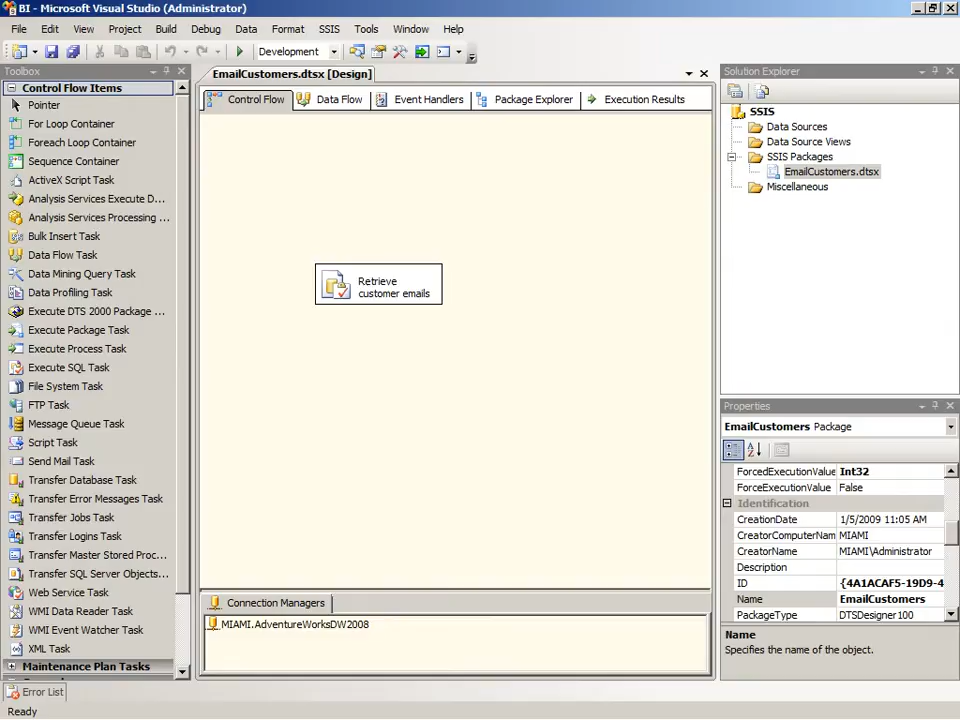 BI - Microsoft Visual Studio (Administrator)
File Edit View Project Build Debug Data Format SSIS Tools Window Help
Development
Toolbox
Control Flow Items
Pointer
For Loop Container
Foreach Loop Container
Sequence Container
ActiveX Script Task
Analysis Services Execute D...
Analysis Services Processing ...
Bulk Insert Task
Data Flow Task
Data Mining Query Task
Data Profiling Task
Execute DTS 2000 Package ...
Execute Package Task
Execute Process Task
Execute SQL Task
File System Task
FTP Task
Message Queue Task
Script Task
Send Mail Task
Transfer Database Task
Transfer Error Messages Task
Transfer Jobs Task
Transfer Logins Task
Transfer Master Stored Proc...
Transfer SQL Server Objects...
Web Service Task
WMI Data Reader Task
WMI Event Watcher Task
XML Task
Maintenance Plan Tasks
EmailCustomers.dtsx [Design]
Control Flow Data Flow Event Handlers Package Explorer Execution Results
Retrieve
customer emails
Connection Managers
MIAMI.AdventureWorksDW2008
Solution Explorer
SSIS
Data Sources
Data Source Views
SSIS Packages
EmailCustomers.dtsx
Miscellaneous
Properties
EmailCustomers Package
ForcedExecutionValue Int32
ForceExecutionValue False
Identification
CreationDate 1/5/2009 11:05 AM
CreatorComputerNam MIAMI
CreatorName MIAMI\Administrator
Description
ID {4A1ACAF5-19D9-4
Name EmailCustomers
PackageType DTSDesigner100
Name
Specifies the name of the object.
Error List
Ready